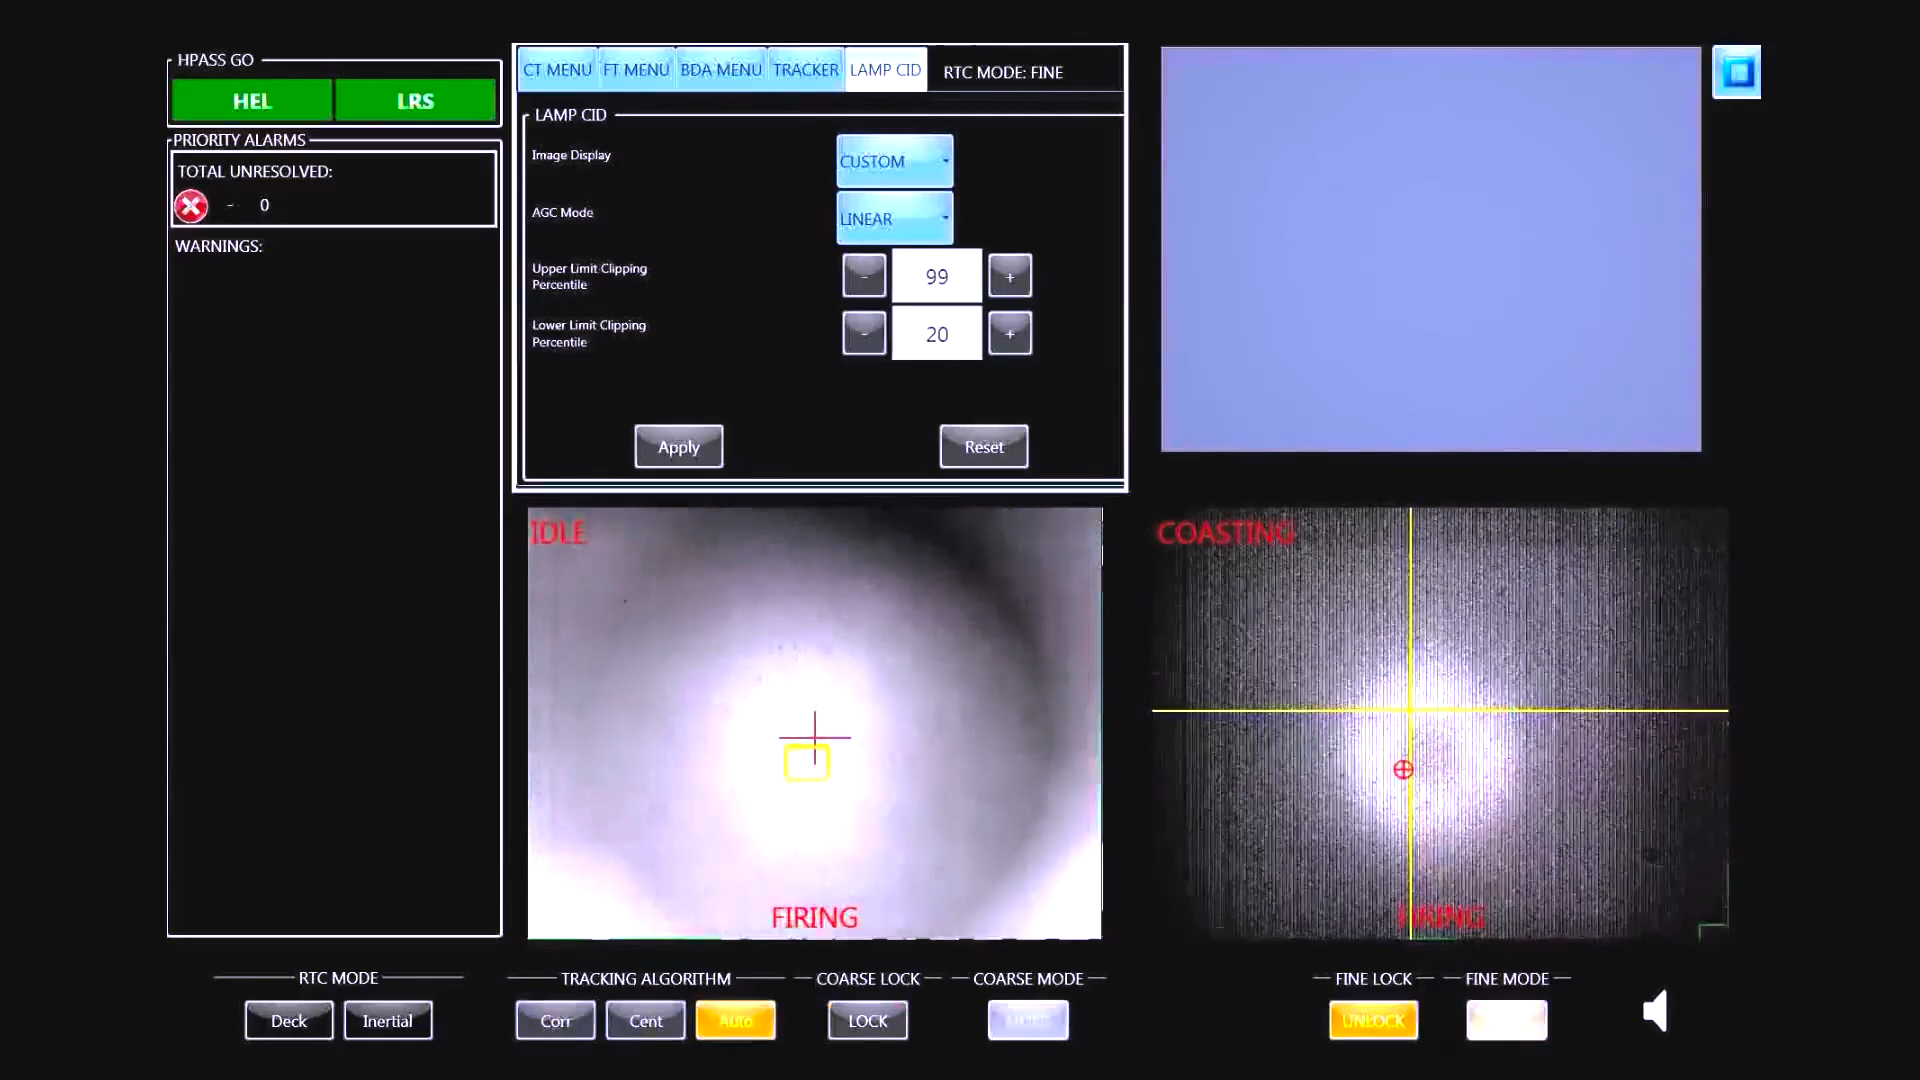 HPASS GO
HEL
LRS
PRIORITY ALARMS
TOTAL UNRESOLVED:
- 0
WARNINGS:
CT MENU
FT MENU
BDA MENU
TRACKER
LAMP CID
RTC MODE: FINE
LAMP CID
Image Display
CUSTOM
AGC Mode
LINEAR
Upper Limit Clipping
Percentile
- 99 +
Lower Limit Clipping
Percentile
- 20 +
Apply
Reset
IDLE
FIRING
COASTING
FIRING
RTC MODE
Deck
Inertial
TRACKING ALGORITHM
Corr
Cent
Auto
COARSE LOCK
LOCK
COARSE MODE
FINE LOCK
UNLOCK
FINE MODE